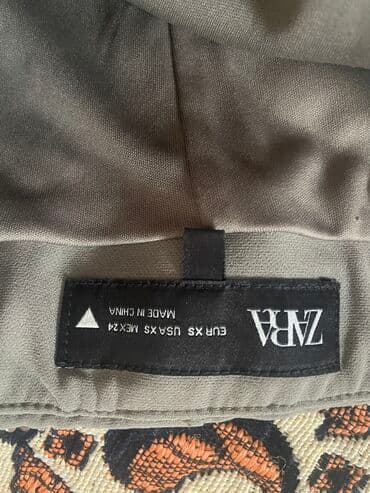 ZARA
EUR XS USA XS MEX 24
MADE IN CHINA